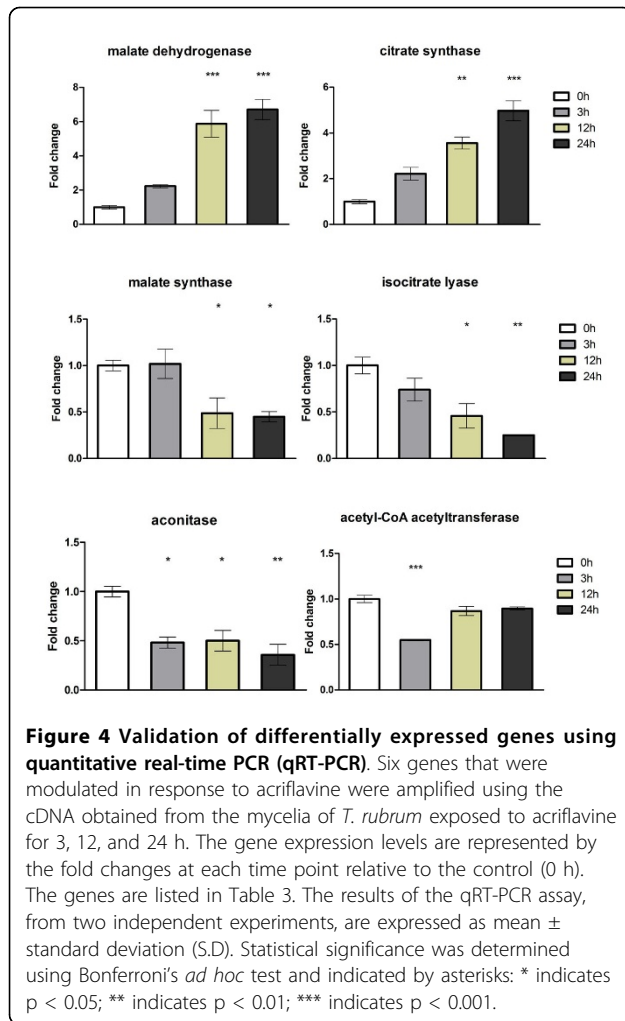 malate dehydrogenase
***
***
8
6
4
2
0
Fold change
citrate synthase
**
***
6
4
2
0
Fold change
0h
3h
12h
24h
malate synthase
*
*
1.5
1.0
0.5
0.0
Fold change
isocitrate lyase
*
**
1.5
1.0
0.5
0.0
Fold change
0h
3h
12h
24h
aconitase
*
*
**
1.5
1.0
0.5
0.0
Fold change
acetyl-CoA acetyltransferase
***
1.5
1.0
0.5
0.0
Fold change
0h
3h
12h
24h
Figure 4 Validation of differentially expressed genes using
quantitative real-time PCR (qRT-PCR). Six genes that were
modulated in response to acriflavine were amplified using the
cDNA obtained from the mycelia of T. rubrum exposed to acriflavine
for 3, 12, and 24 h. The gene expression levels are represented by
the fold changes at each time point relative to the control (0 h).
The genes are listed in Table 3. The results of the qRT-PCR assay,
from two independent experiments, are expressed as mean ±
standard deviation (S.D). Statistical significance was determined
using Bonferroni's ad hoc test and indicated by asterisks: * indicates
p < 0.05; ** indicates p < 0.01; *** indicates p < 0.001.